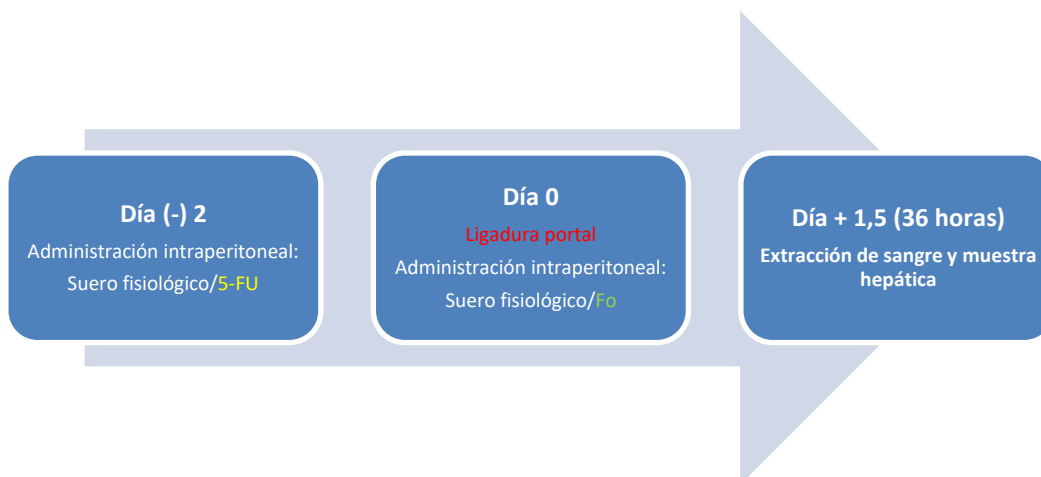 Día (-) 2
Administración intraperitoneal:
Suero fisiológico/5-FU
Día 0
Ligadura portal
Administración intraperitoneal:
Suero fisiológico/Fo
Día + 1,5 (36 horas)
Extracción de sangre y muestra
hepática